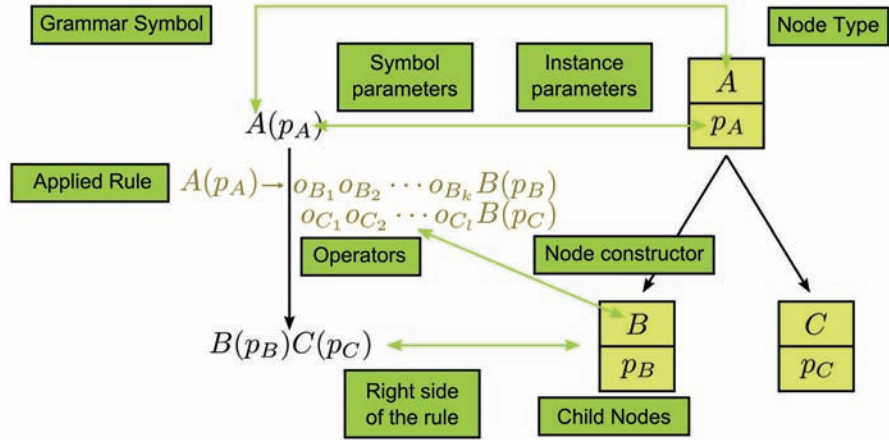 Grammar Symbol
Node Type
Symbol parameters
Instance parameters
A
p_A
A(p_A)
Applied Rule
A(p_A) → o_{B_1} o_{B_2} ⋯ o_{B_k} B(p_B)
o_{C_1} o_{C_2} ⋯ o_{C_l} B(p_C)
Operators
Node constructor
B
p_B
C
p_C
B(p_B)C(p_C)
Right side
of the rule
Child Nodes